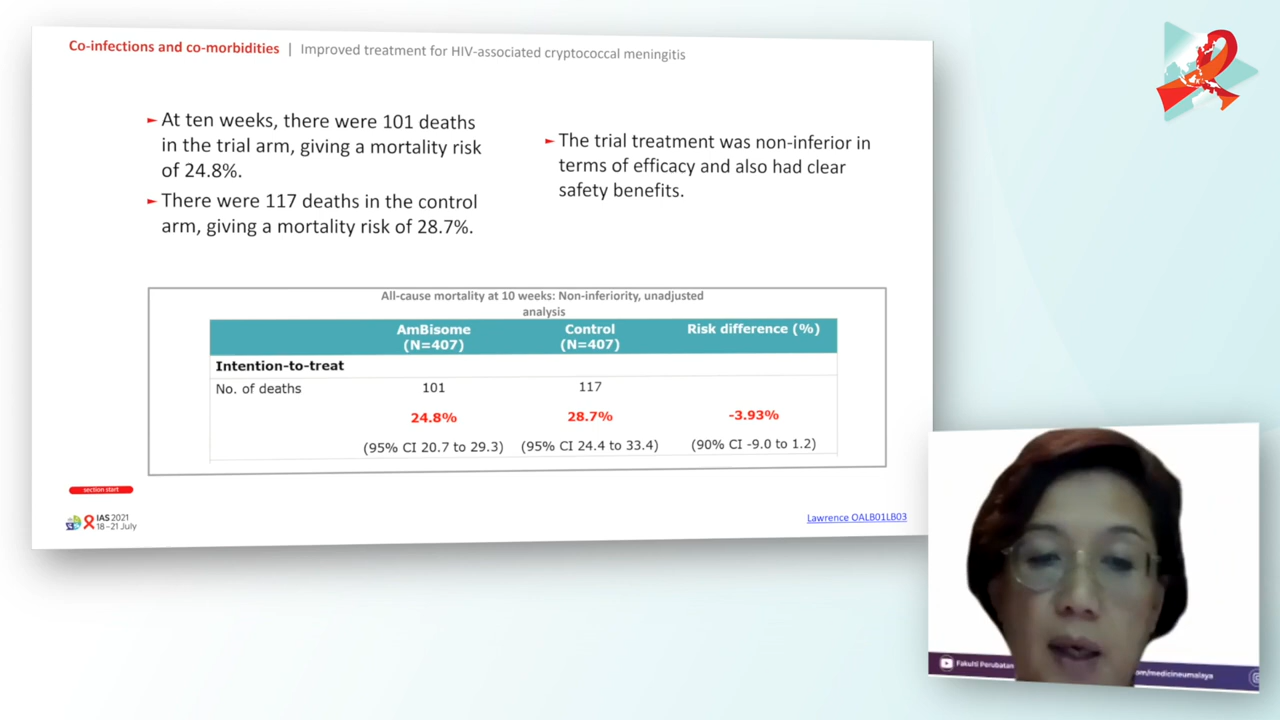 Co-infections and co-morbidities | Improved treatment for HIV-associated cryptococcal meningitis
► At ten weeks, there were 101 deaths
in the trial arm, giving a mortality risk
of 24.8%.
► There were 117 deaths in the control
arm, giving a mortality risk of 28.7%.
► The trial treatment was non-inferior in
terms of efficacy and also had clear
safety benefits.
All-cause mortality at 10 weeks: Non-inferiority, unadjusted
analysis
AmBisome Control Risk difference (%)
(N=407) (N=407)
Intention-to-treat
No. of deaths 101 117
24.8% 28.7% -3.93%
(95% CI 20.7 to 29.3) (95% CI 24.4 to 33.4) (90% CI -9.0 to 1.2)
section start
IAS 2021
18–21 July
Lawrence OALB01LB03
Fakulti Perubatan
om/medicineumalaya